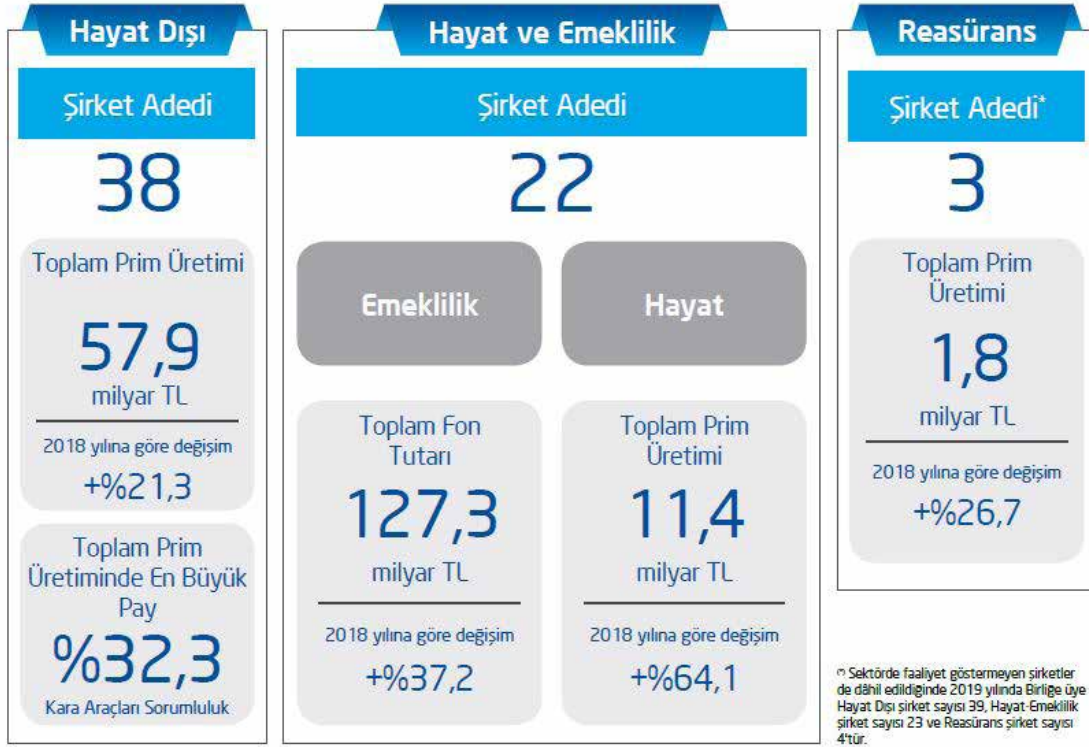 Hayat Dışı
Şirket Adedi
38
Toplam Prim Üretimi
57,9
milyar TL
2018 yılına göre değişim
+%21,3
Toplam Prim
Üretiminde En Büyük
Pay
%32,3
Kara Araçları Sorumluluk
Hayat ve Emeklilik
Şirket Adedi
22
Emeklilik
Toplam Fon
Tutarı
127,3
milyar TL
2018 yılına göre değişim
+%37,2
Hayat
Toplam Prim
Üretimi
11,4
milyar TL
2018 yılına göre değişim
+%64,1
Reasürans
Şirket Adedi*
3
Toplam Prim
Üretimi
1,8
milyar TL
2018 yılına göre değişim
+%26,7
(*) Sektörde faaliyet göstermeyen şirketler
de dâhil edildiğinde 2019 yılında Birliğe üye
Hayat Dışı şirket sayısı 39, Hayat-Emeklilik
şirket sayısı 23 ve Reasürans şirket sayısı
4'tür.